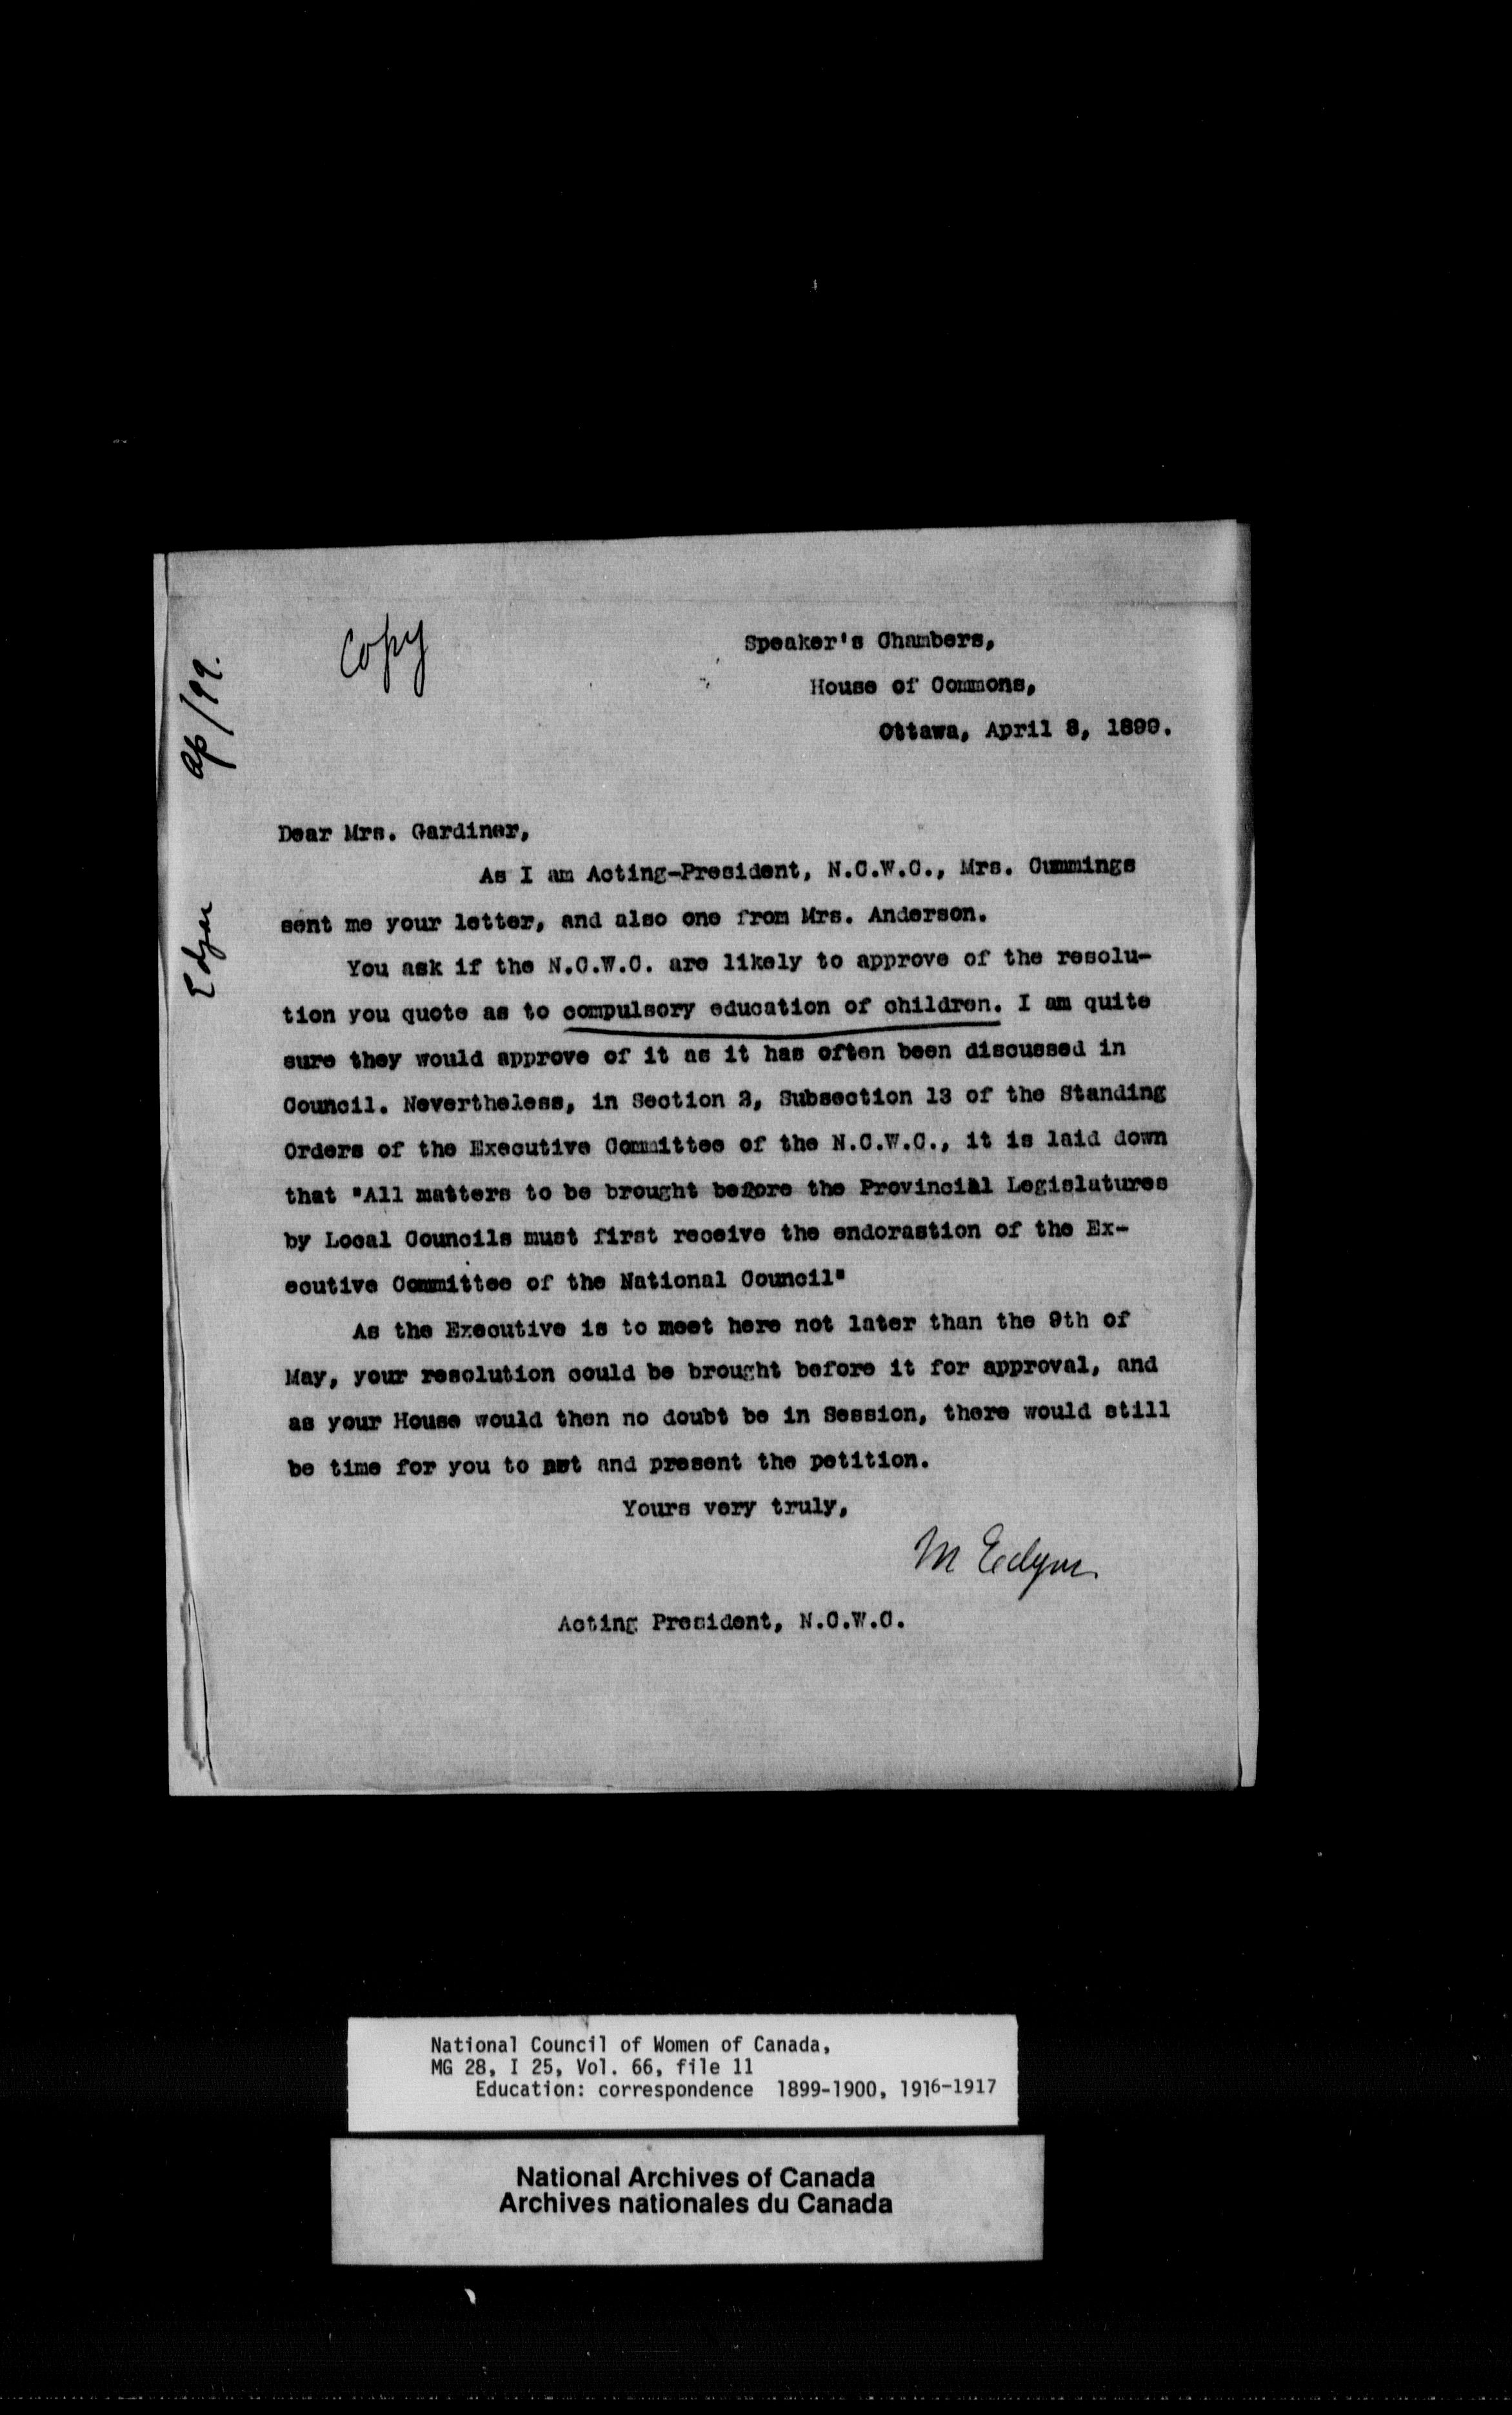 Copy
Ap/99.
Edgar
Speaker's Chambers,
House of Commons,
Ottawa, April 8, 1899.
Dear Mrs. Gardiner,
As I am Acting-President, N.C.W.C., Mrs. Cummings
sent me your letter, and also one from Mrs. Anderson.
You ask if the N.C.W.C. are likely to approve of the resolu-
tion you quote as to compulsory education of children. I am quite
sure they would approve of it as it has often been discussed in
Council. Nevertheless, in Section 2, Subsection 13 of the Standing
Orders of the Executive Committee of the N.C.W.C., it is laid down
that "All matters to be brought before the Provincial Legislatures
by Local Councils must first receive the endorastion of the Ex-
ecutive Committee of the National Council"
As the Executive is to meet here not later than the 9th of
May, your resolution could be brought before it for approval, and
as your House would then no doubt be in Session, there would still
be time for you to act and present the petition.
Yours very truly,
M Edgar.
Acting President, N.C.W.C.
National Council of Women of Canada,
MG 28, I 25, Vol. 66, file 11
Education: correspondence 1899-1900, 1916-1917
National Archives of Canada
Archives nationales du Canada